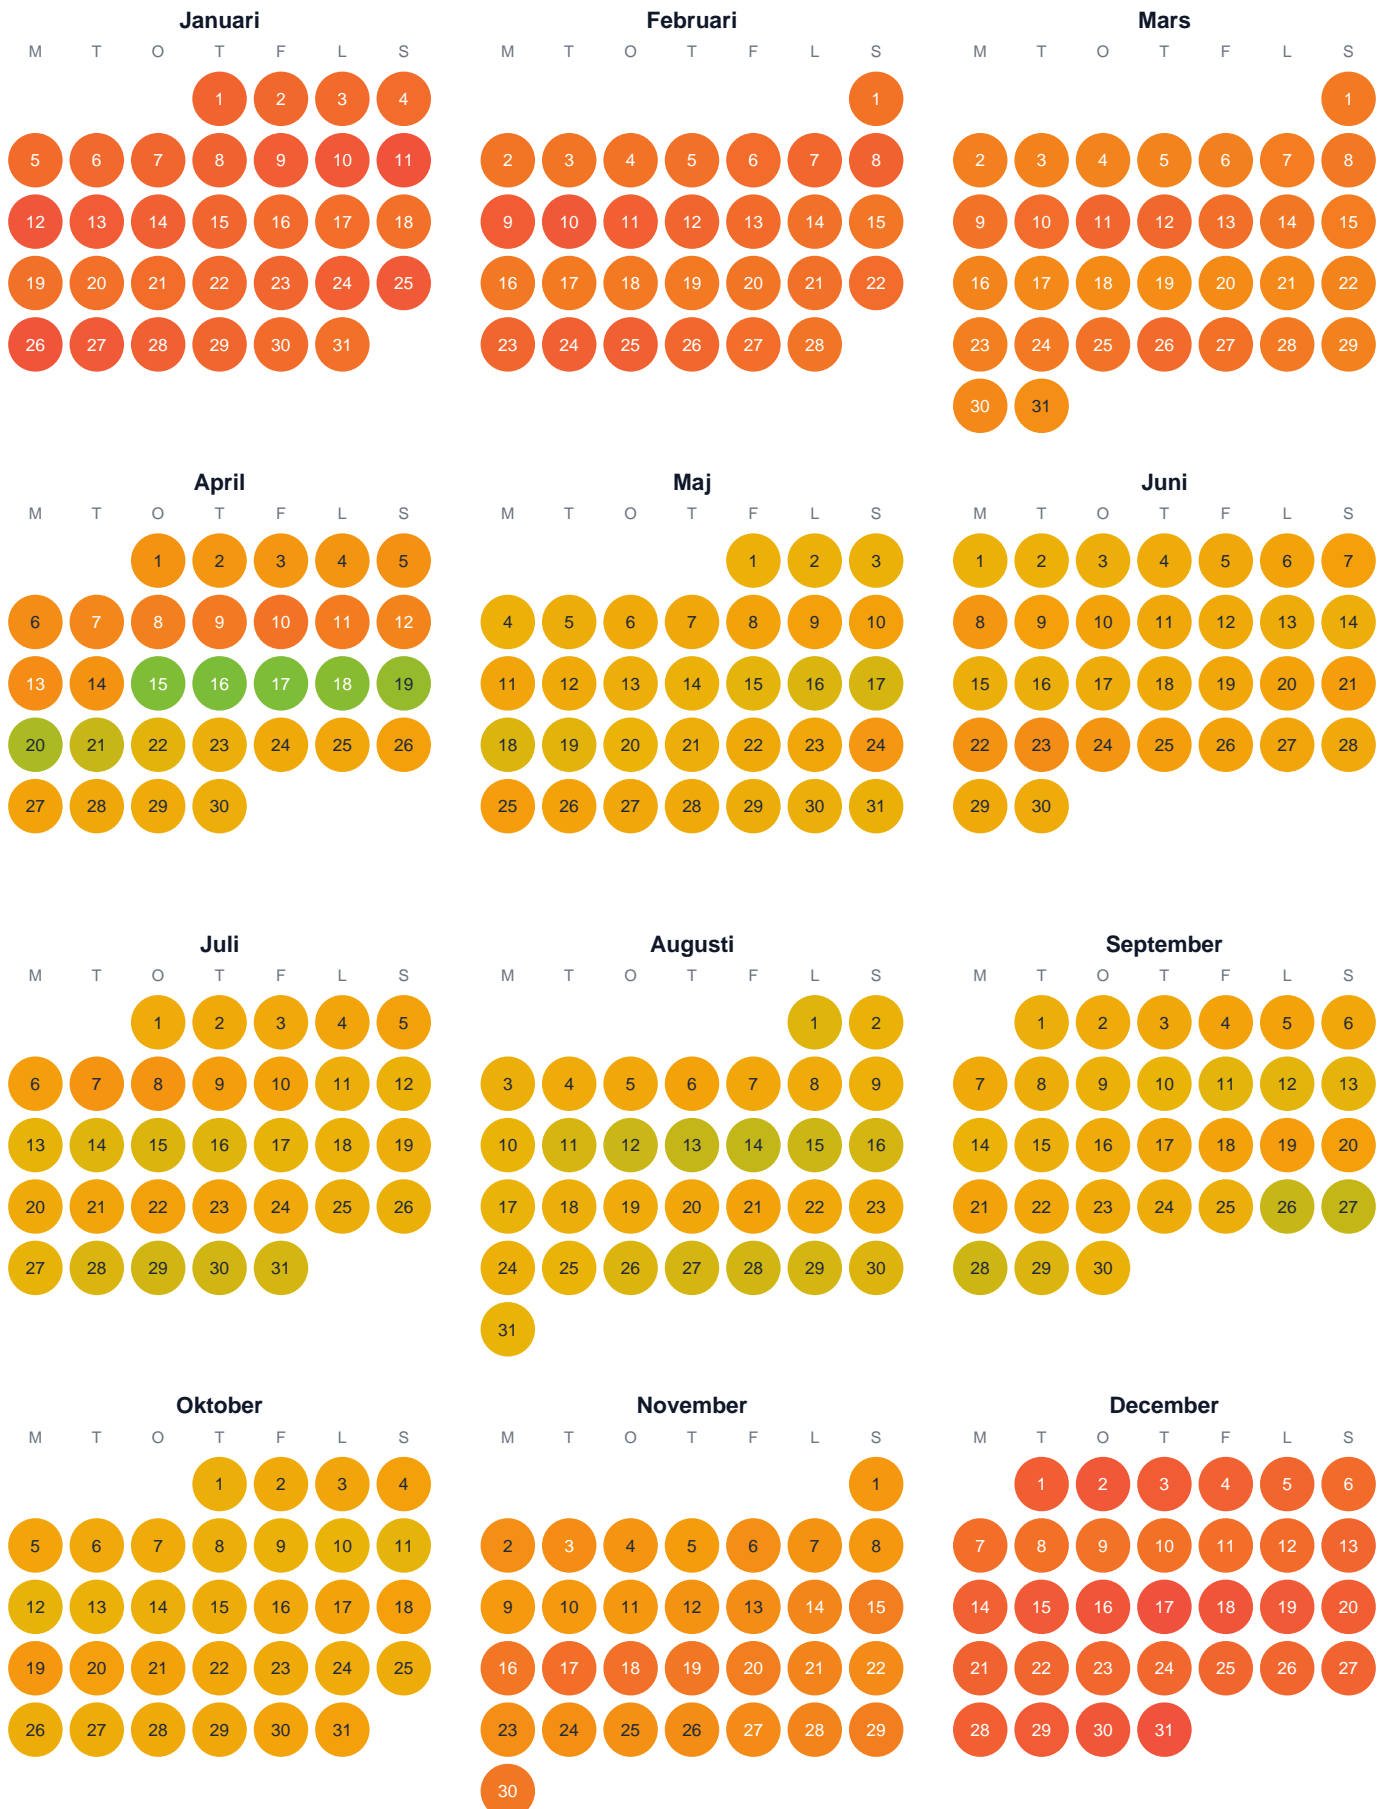 Januari
M T O T F L S
1 2 3 4
5 6 7 8 9 10 11
12 13 14 15 16 17 18
19 20 21 22 23 24 25
26 27 28 29 30 31
Februari
M T O T F L S
1
2 3 4 5 6 7 8
9 10 11 12 13 14 15
16 17 18 19 20 21 22
23 24 25 26 27 28
Mars
M T O T F L S
1
2 3 4 5 6 7 8
9 10 11 12 13 14 15
16 17 18 19 20 21 22
23 24 25 26 27 28 29
30 31
April
M T O T F L S
1 2 3 4 5
6 7 8 9 10 11 12
13 14 15 16 17 18 19
20 21 22 23 24 25 26
27 28 29 30
Maj
M T O T F L S
1 2 3
4 5 6 7 8 9 10
11 12 13 14 15 16 17
18 19 20 21 22 23 24
25 26 27 28 29 30 31
Juni
M T O T F L S
1 2 3 4 5 6 7
8 9 10 11 12 13 14
15 16 17 18 19 20 21
22 23 24 25 26 27 28
29 30
Juli
M T O T F L S
1 2 3 4 5
6 7 8 9 10 11 12
13 14 15 16 17 18 19
20 21 22 23 24 25 26
27 28 29 30 31
Augusti
M T O T F L S
1 2
3 4 5 6 7 8 9
10 11 12 13 14 15 16
17 18 19 20 21 22 23
24 25 26 27 28 29 30
31
September
M T O T F L S
1 2 3 4 5 6
7 8 9 10 11 12 13
14 15 16 17 18 19 20
21 22 23 24 25 26 27
28 29 30
Oktober
M T O T F L S
1 2 3 4
5 6 7 8 9 10 11
12 13 14 15 16 17 18
19 20 21 22 23 24 25
26 27 28 29 30 31
November
M T O T F L S
1
2 3 4 5 6 7 8
9 10 11 12 13 14 15
16 17 18 19 20 21 22
23 24 25 26 27 28 29
30
December
M T O T F L S
1 2 3 4 5 6
7 8 9 10 11 12 13
14 15 16 17 18 19 20
21 22 23 24 25 26 27
28 29 30 31